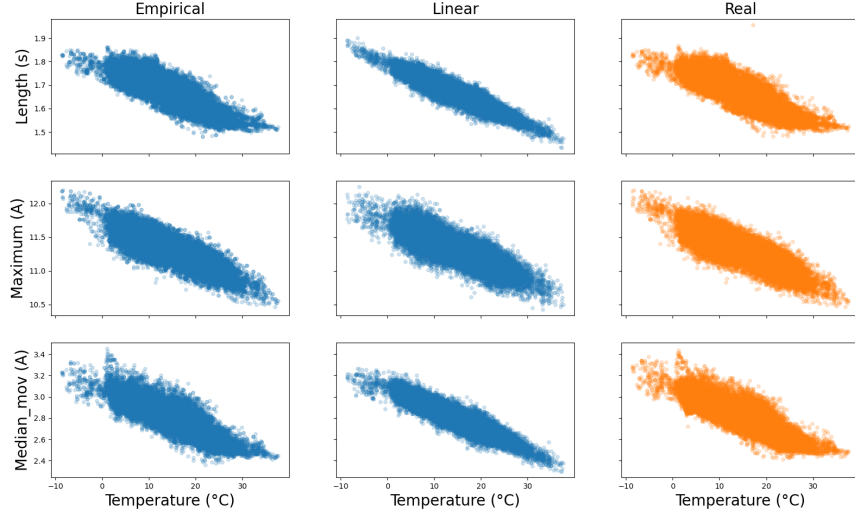 Empirical Linear Real
Length (s)
1.9
1.8
1.7
1.6
1.5
Maximum (A)
12.0
11.5
11.0
10.5
Median_mov (A)
3.4
3.2
3.0
2.8
2.6
2.4
−10 0 10 20 30 −10 0 10 20 30 −10 0 10 20 30
Temperature (°C) Temperature (°C) Temperature (°C)